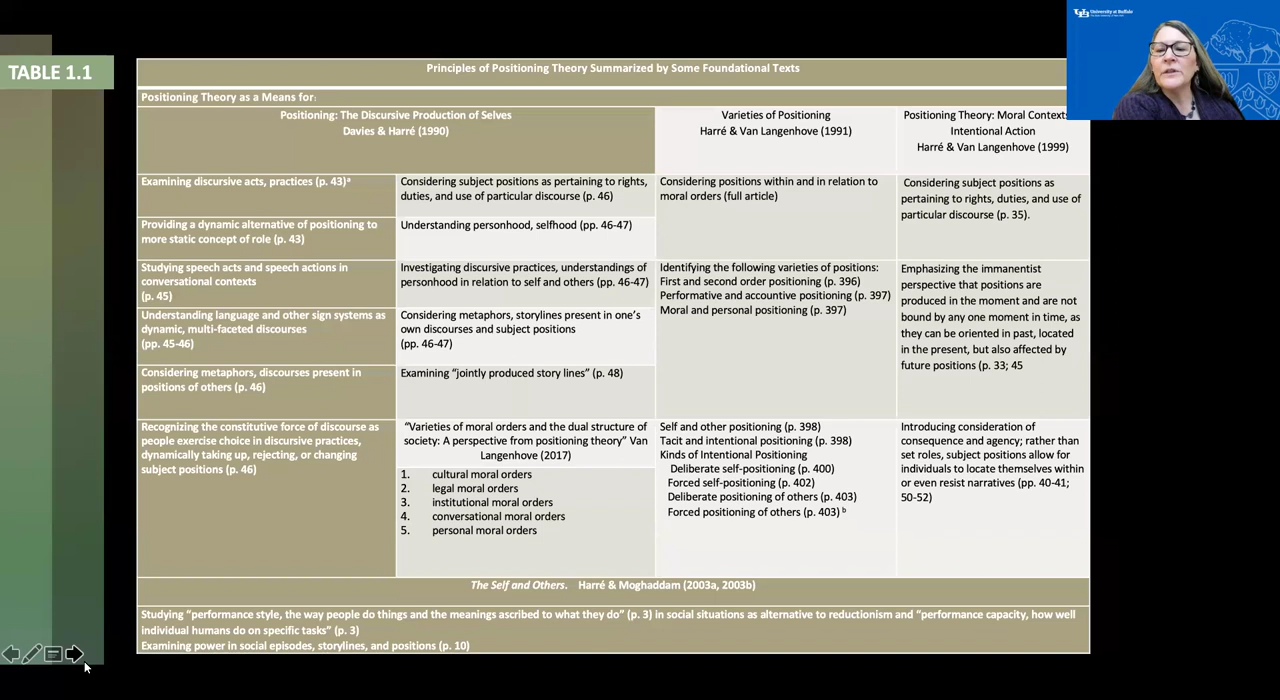 University at Buffalo
TABLE 1.1
Principles of Positioning Theory Summarized by Some Foundational Texts
Positioning Theory as a Means for:
Positioning: The Discursive Production of Selves
Davies & Harré (1990)
Varieties of Positioning
Harré & Van Langenhove (1991)
Positioning Theory: Moral Contexts
Intentional Action
Harré & Van Langenhove (1999)
Examining discursive acts, practices (p. 43)ᵃ
Considering subject positions as pertaining to rights,
duties, and use of particular discourse (p. 46)
Considering positions within and in relation to
moral orders (full article)
Considering subject positions as
pertaining to rights, duties, and use of
particular discourse (p. 35).
Providing a dynamic alternative of positioning to
more static concept of role (p. 43)
Understanding personhood, selfhood (pp. 46-47)
Studying speech acts and speech actions in
conversational contexts
(p. 45)
Investigating discursive practices, understandings of
personhood in relation to self and others (pp. 46-47)
Identifying the following varieties of positions:
First and second order positioning (p. 396)
Performative and accountive positioning (p. 397)
Moral and personal positioning (p. 397)
Emphasizing the immanentist
perspective that positions are
produced in the moment and are not
bound by any one moment in time, as
they can be oriented in past, located
in the present, but also affected by
future positions (p. 33; 45
Understanding language and other sign systems as
dynamic, multi-faceted discourses
(pp. 45-46)
Considering metaphors, storylines present in one's
own discourses and subject positions
(pp. 46-47)
Considering metaphors, discourses present in
positions of others (p. 46)
Examining "jointly produced story lines" (p. 48)
Recognizing the constitutive force of discourse as
people exercise choice in discursive practices,
dynamically taking up, rejecting, or changing
subject positions (p. 46)
"Varieties of moral orders and the dual structure of
society: A perspective from positioning theory" Van
Langenhove (2017)
1. cultural moral orders
2. legal moral orders
3. institutional moral orders
4. conversational moral orders
5. personal moral orders
Self and other positioning (p. 398)
Tacit and intentional positioning (p. 398)
Kinds of Intentional Positioning
Deliberate self-positioning (p. 400)
Forced self-positioning (p. 402)
Deliberate positioning of others (p. 403)
Forced positioning of others (p. 403) ᵇ
Introducing consideration of
consequence and agency; rather than
set roles, subject positions allow for
individuals to locate themselves within
or even resist narratives (pp. 40-41;
50-52)
The Self and Others. Harré & Moghaddam (2003a, 2003b)
Studying "performance style, the way people do things and the meanings ascribed to what they do" (p. 3) in social situations as alternative to reductionism and "performance capacity, how well
individual humans do on specific tasks" (p. 3)
Examining power in social episodes, storylines, and positions (p. 10)